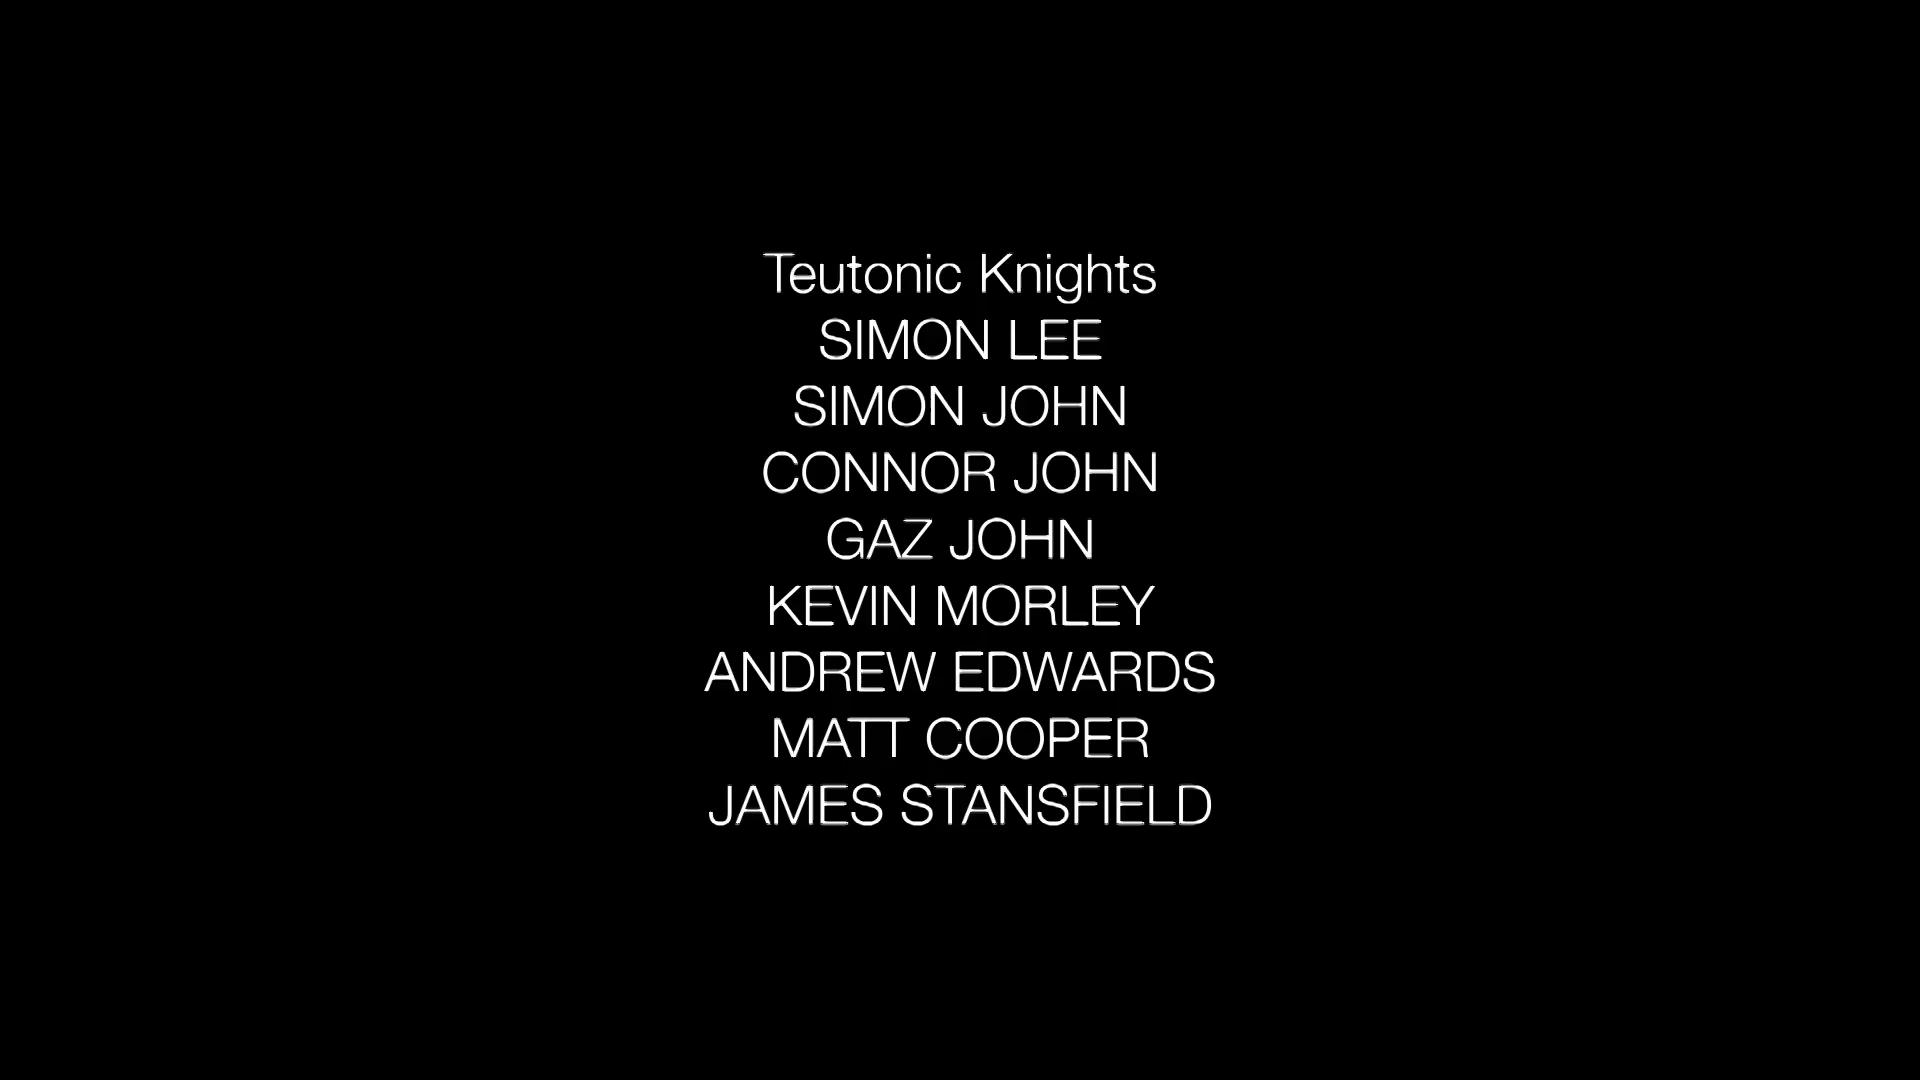 Teutonic Knights
SIMON LEE
SIMON JOHN
CONNOR JOHN
GAZ JOHN
KEVIN MORLEY
ANDREW EDWARDS
MATT COOPER
JAMES STANSFIELD